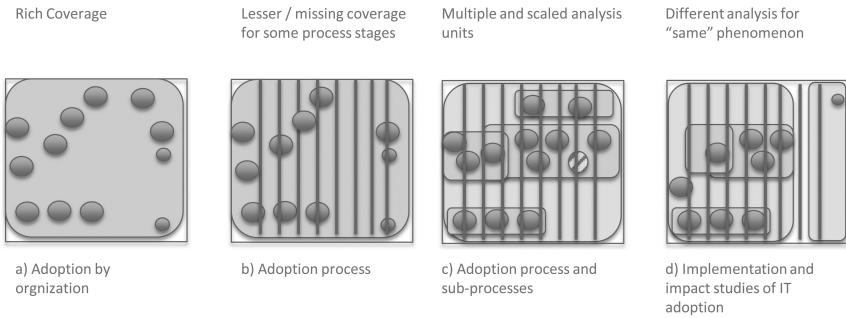 Rich Coverage
Lesser / missing coverage
for some process stages
Multiple and scaled analysis
units
Different analysis for
“same” phenomenon
a) Adoption by
orgnization
b) Adoption process
c) Adoption process and
sub-processes
d) Implementation and
impact studies of IT
adoption